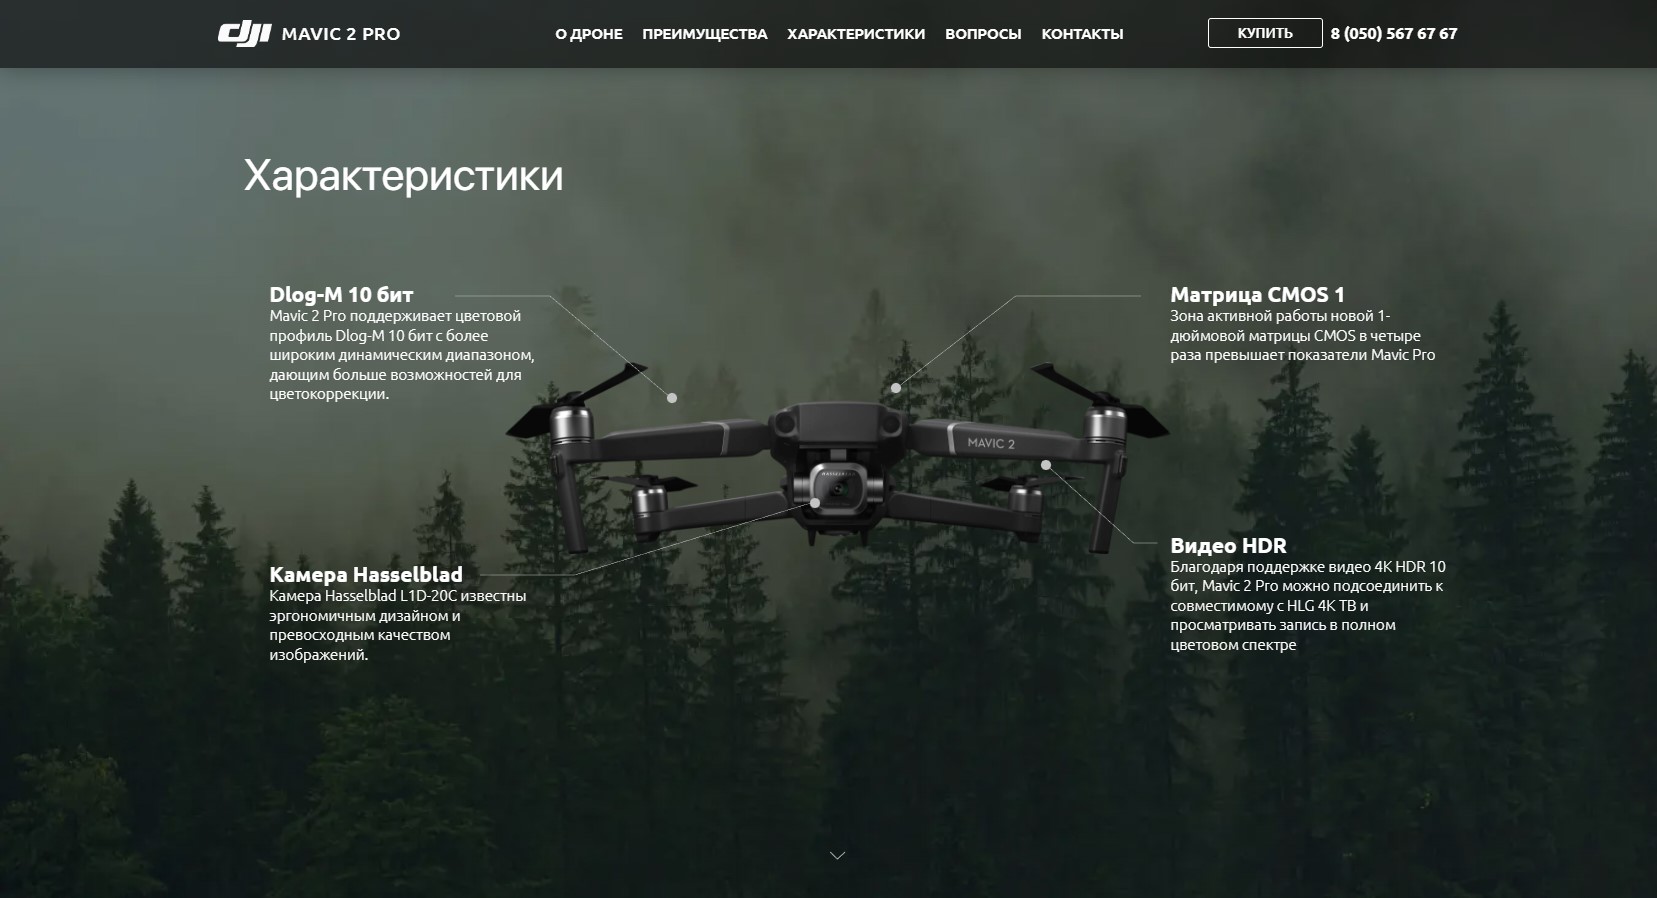 dji MAVIC 2 PRO
О ДРОНЕ ПРЕИМУЩЕСТВА ХАРАКТЕРИСТИКИ ВОПРОСЫ КОНТАКТЫ
КУПИТЬ 8 (050) 567 67 67
Характеристики
Dlog-M 10 бит
Mavic 2 Pro поддерживает цветовой
профиль Dlog-M 10 бит с более
широким динамическим диапазоном,
дающим больше возможностей для
цветокоррекции.
Матрица CMOS 1
Зона активной работы новой 1-
дюймовой матрицы CMOS в четыре
раза превышает показатели Mavic Pro
MAVIC 2
HASSELBLAD
Камера Hasselblad
Камера Hasselblad L1D-20C известны
эргономичным дизайном и
превосходным качеством
изображений.
Видео HDR
Благодаря поддержке видео 4K HDR 10
бит, Mavic 2 Pro можно подсоединить к
совместимому с HLG 4K ТВ и
просматривать запись в полном
цветовом спектре